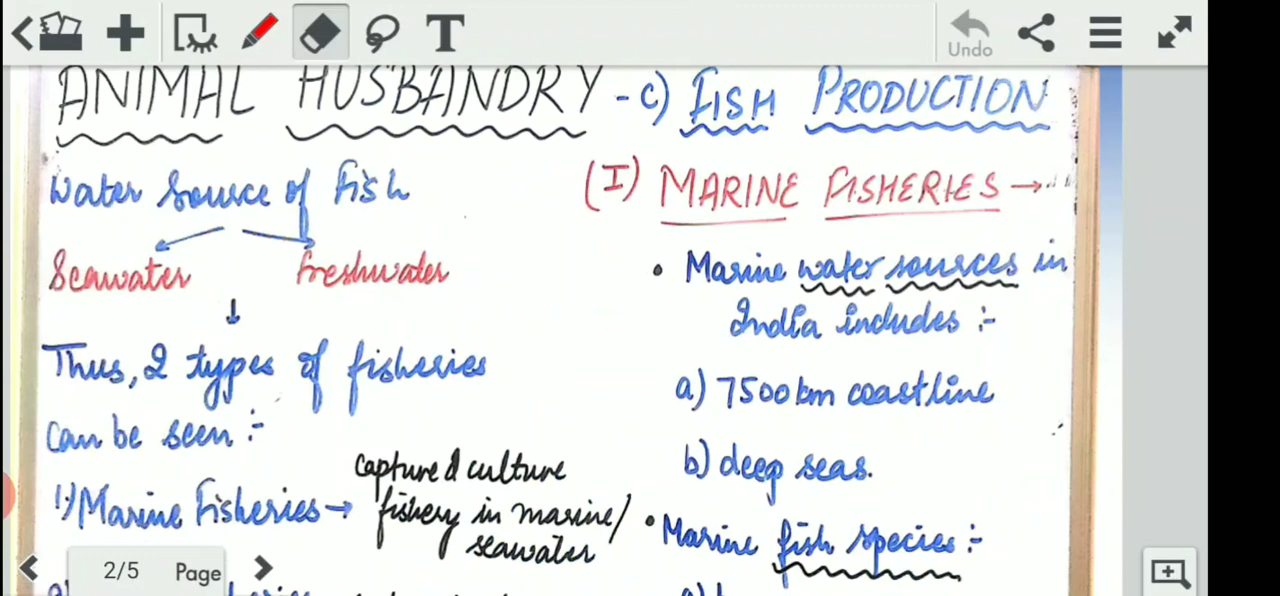 Undo
ANIMAL HUSBANDRY - C) FISH PRODUCTION
Water Source of Fish
Seawater Freshwater
Thus, 2 types of fisheries
can be seen :-
1) Marine Fisheries → capture & culture
fishery in marine/
seawater
(I) MARINE FISHERIES →
• Marine water sources in
India includes :-
a) 7500 km coastline
b) deep seas.
• Marine fish species :-
2/5 Page